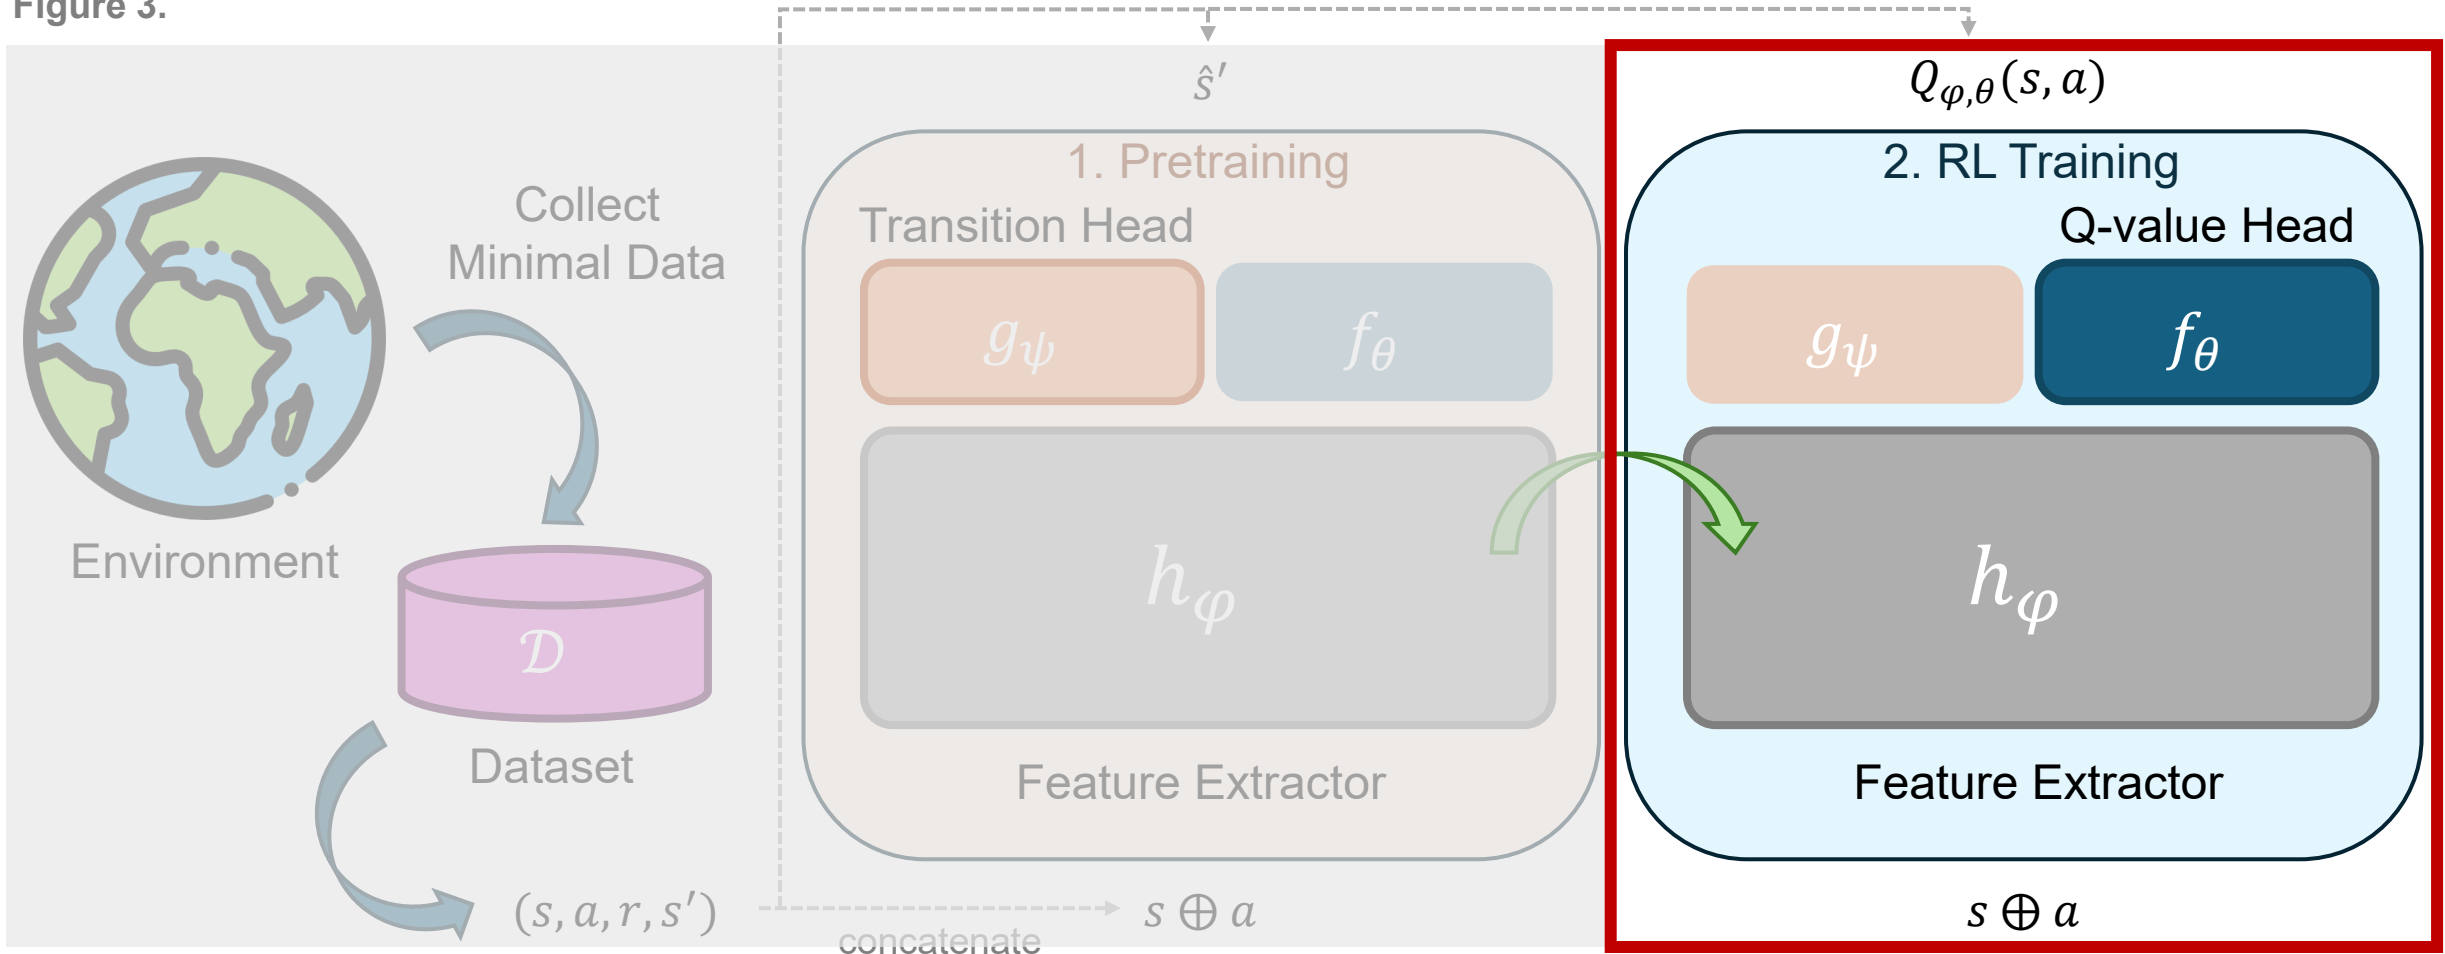 Figure 3.
ŝ′
Q_{φ,θ}(s, a)
1. Pretraining
2. RL Training
Collect
Minimal Data
Transition Head
Q-value Head
g_ψ
f_θ
g_ψ
f_θ
Environment
h_φ
h_φ
𝒟
Dataset
Feature Extractor
Feature Extractor
(s, a, r, s′)
s ⊕ a
s ⊕ a
concatenate